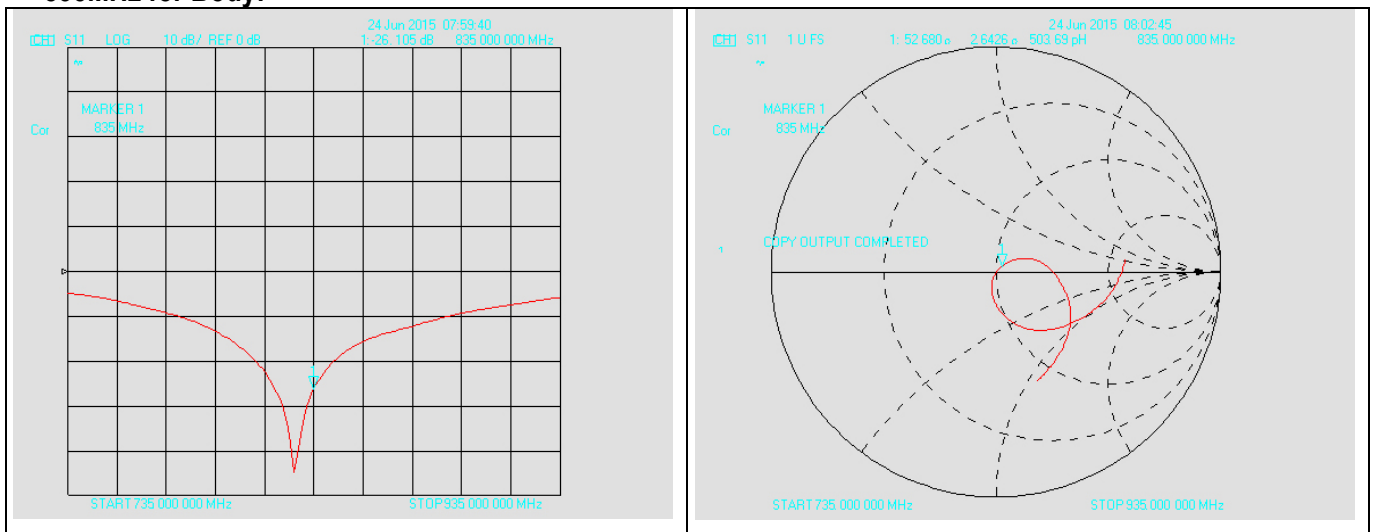 24 Jun 2015 07:59:40
CH1 S11 LOG 10 dB/ REF 0 dB 1:-26.105 dB 835.000 000 MHz
MARKER 1
835 MHz
Cor
1
START 735.000 000 MHz STOP 935.000 000 MHz
24 Jun 2015 08:02:45
CH1 S11 1 U FS 1: 52.680 2.6426 503.69 pH 835.000 000 MHz
MARKER 1
835 MHz
Cor
COPY OUTPUT COMPLETED
1
START 735.000 000 MHz STOP 935.000 000 MHz